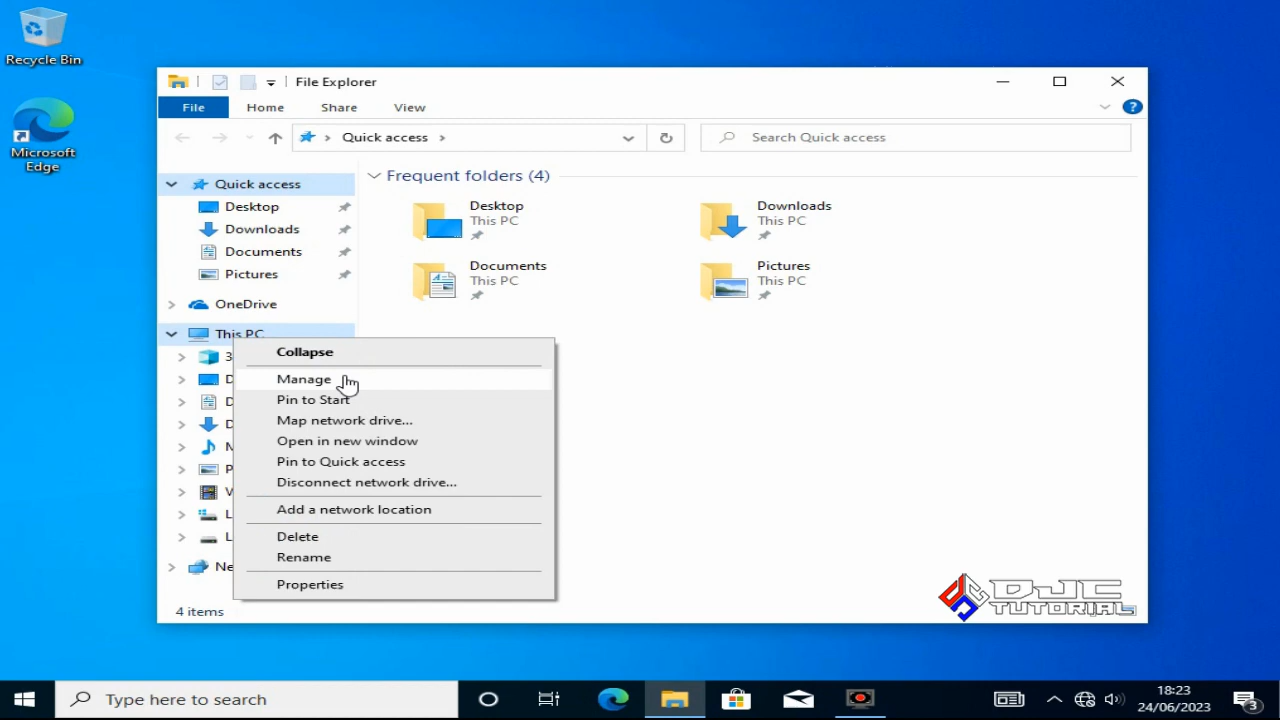 Recycle Bin
Microsoft
Edge
File Explorer
File
Home
Share
View
Quick access
Search Quick access
Quick access
Desktop
Downloads
Documents
Pictures
OneDrive
This PC
3
D
D
D
M
P
V
L
L
Ne
Frequent folders (4)
Desktop
This PC
Downloads
This PC
Documents
This PC
Pictures
This PC
Collapse
Manage
Pin to Start
Map network drive...
Open in new window
Pin to Quick access
Disconnect network drive...
Add a network location
Delete
Rename
Properties
4 items
DJC
TUTORIAL
Type here to search
18:23
24/06/2023
3